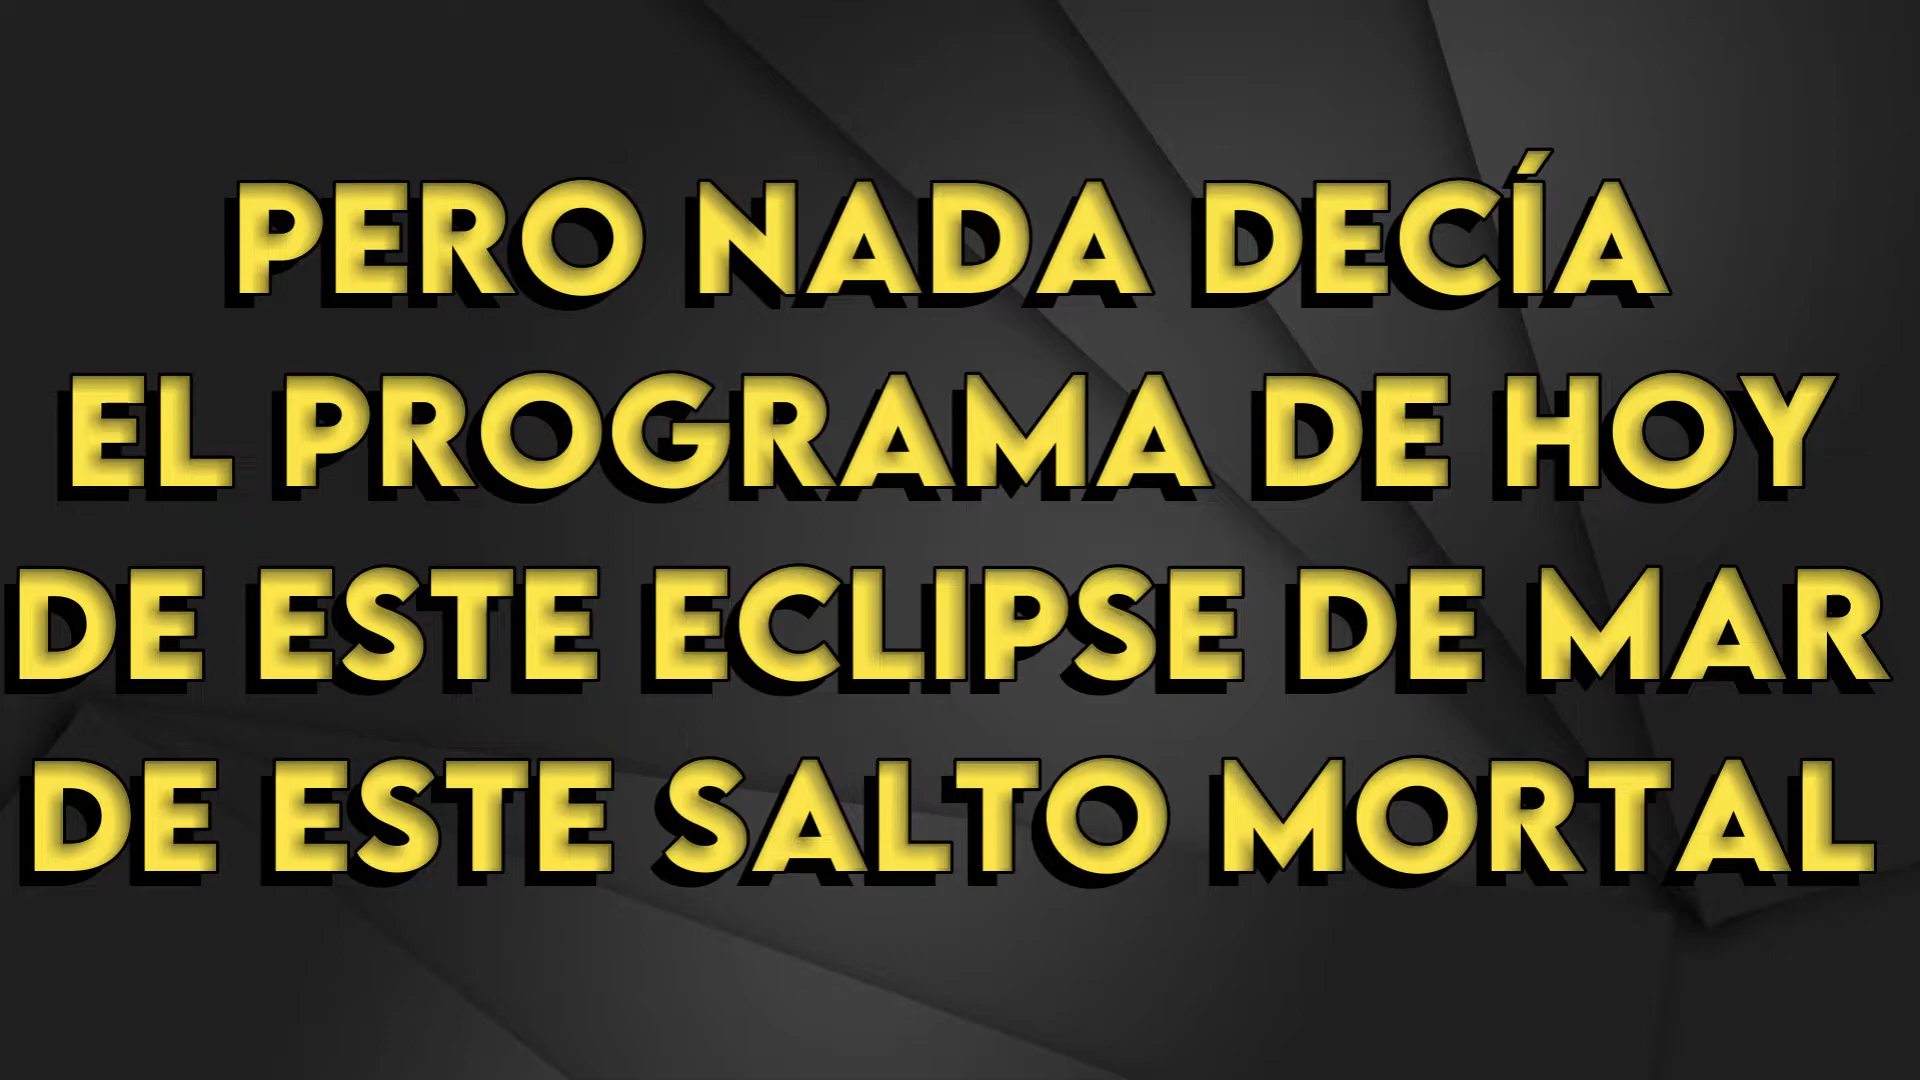 PERO NADA DECÍA
EL PROGRAMA DE HOY
DE ESTE ECLIPSE DE MAR
DE ESTE SALTO MORTAL